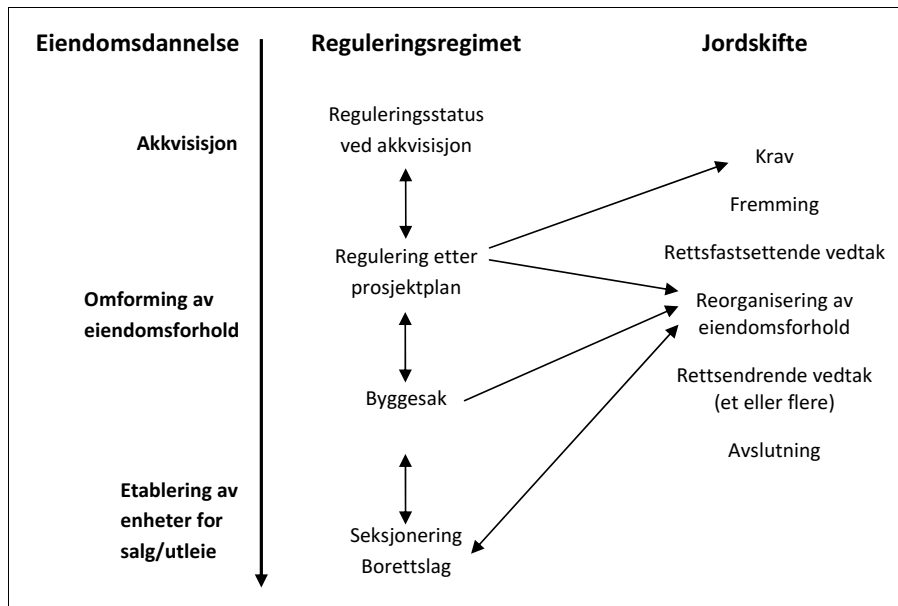 Eiendomsdannelse
Reguleringsregimet
Jordskifte
Akkvisisjon
Omforming av
eiendomsforhold
Etablering av
enheter for
salg/utleie
Reguleringsstatus
ved akkvisisjon
Regulering etter
prosjektplan
Byggesak
Seksjonering
Borettslag
Krav
Fremming
Rettsfastsettende vedtak
Reorganisering av
eiendomsforhold
Rettsendrende vedtak
(et eller flere)
Avslutning